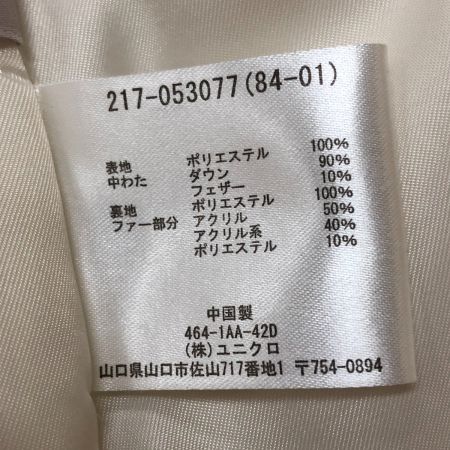 217-053077(84-01)
表地 ポリエステル 100%
中わた ダウン 90%
フェザー 10%
裏地 ポリエステル 100%
ファー部分 アクリル 50%
アクリル系 40%
ポリエステル 10%
中国製
464-1AA-42D
(株)ユニクロ
山口県山口市佐山717番地1 〒754-0894